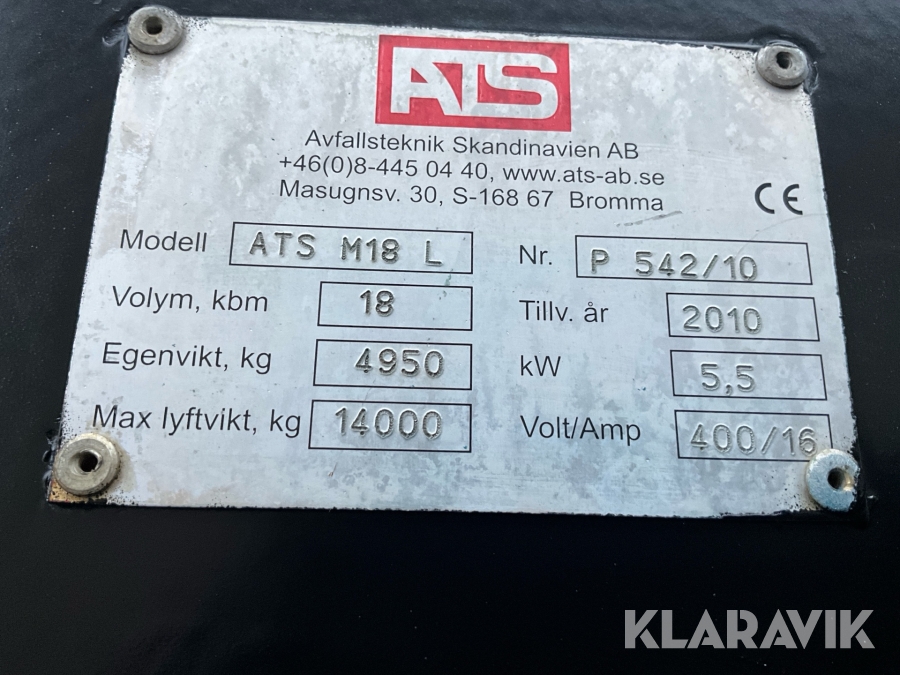 ATS
Avfallsteknik Skandinavien AB
+46(0)8-445 04 40, www.ats-ab.se
Masugnsv. 30, S-168 67 Bromma
CE
Modell ATS M18 L Nr. P 542/10
Volym, kbm 18 Tillv. år 2010
Egenvikt, kg 4950 kW 5,5
Max lyftvikt, kg 14000 Volt/Amp 400/16
KLARAVIK